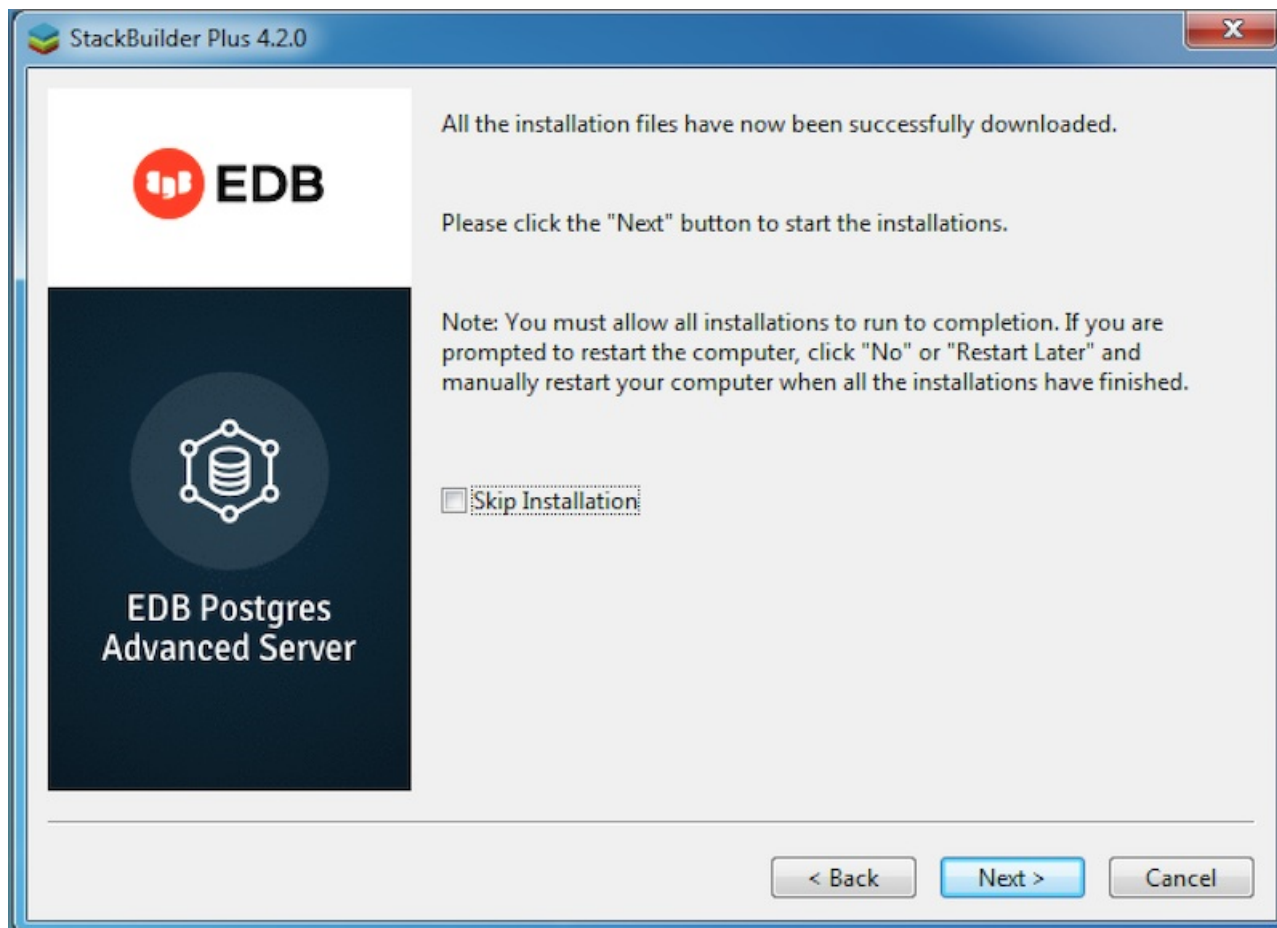 StackBuilder Plus 4.2.0
EDB
EDB Postgres
Advanced Server
All the installation files have now been successfully downloaded.
Please click the "Next" button to start the installations.
Note: You must allow all installations to run to completion. If you are
prompted to restart the computer, click "No" or "Restart Later" and
manually restart your computer when all the installations have finished.
Skip Installation
< Back
Next >
Cancel